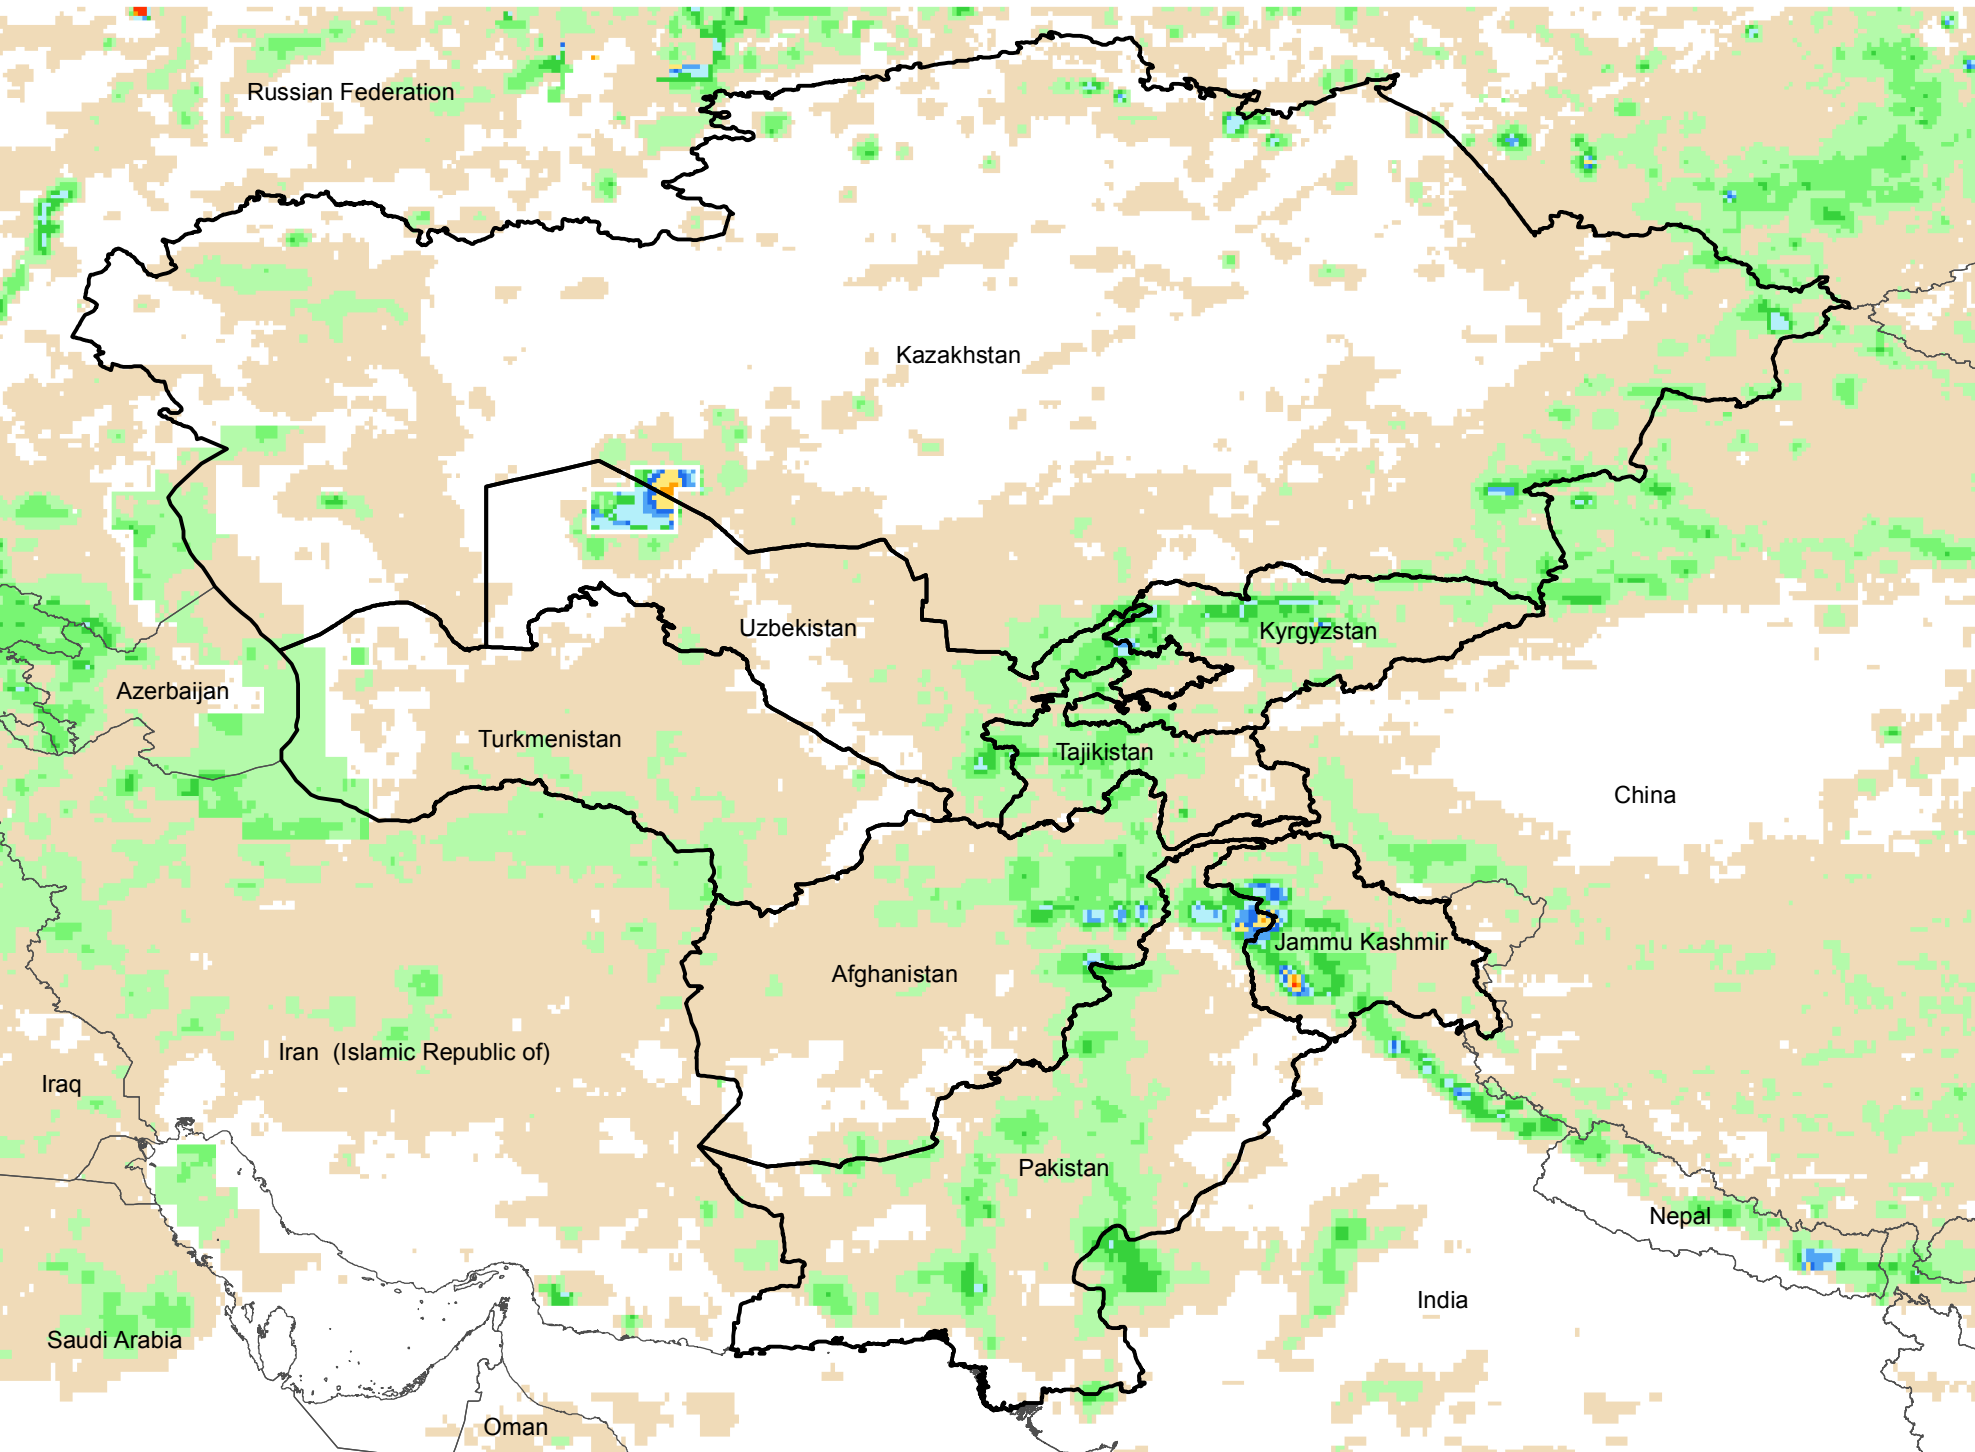 Russian Federation
Kazakhstan
Uzbekistan
Kyrgyzstan
Azerbaijan
Turkmenistan
Tajikistan
China
Jammu Kashmir
Afghanistan
Iran  (Islamic Republic of)
Iraq
Pakistan
Nepal
India
Saudi Arabia
Oman